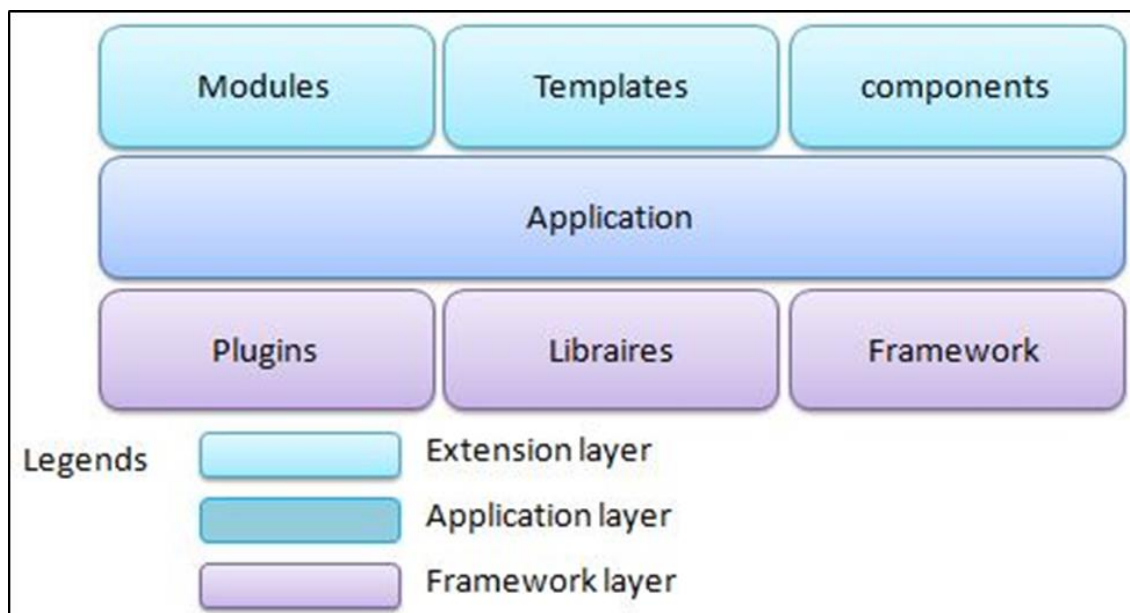 Modules Templates components
Application
Plugins Libraires Framework
Legends
Extension layer
Application layer
Framework layer